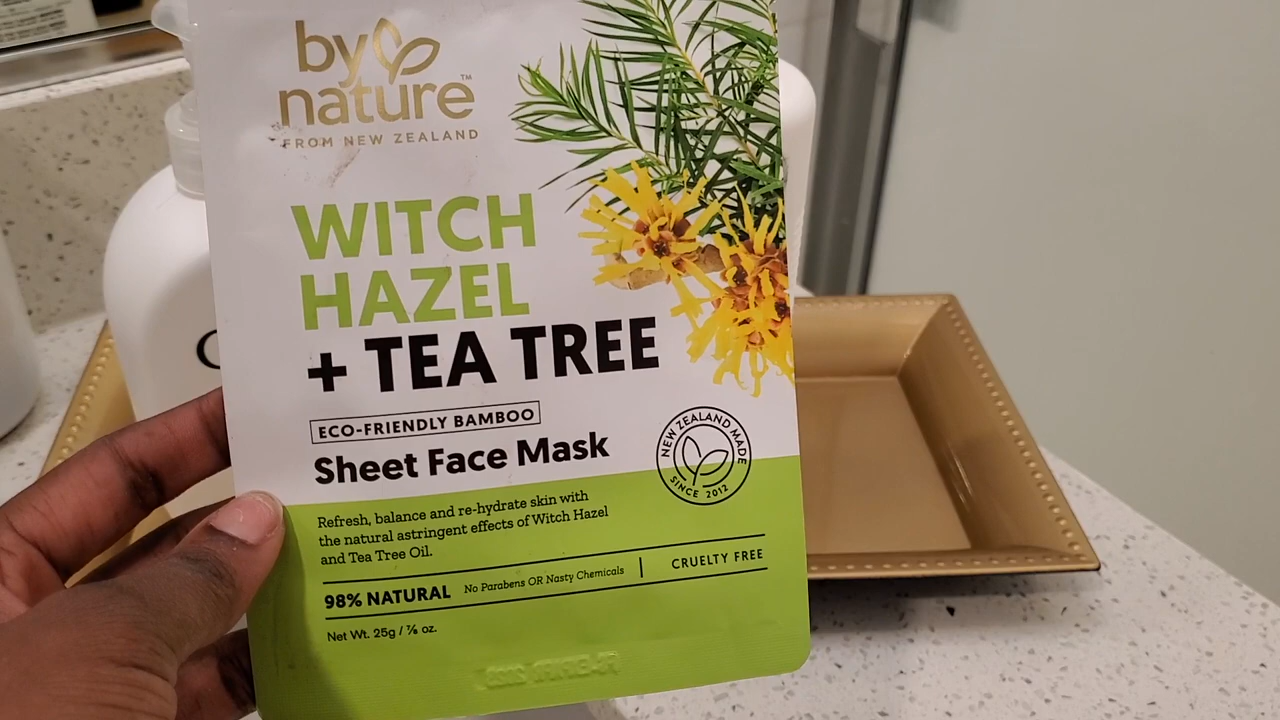 by
nature™
FROM NEW ZEALAND
WITCH
HAZEL
+ TEA TREE
ECO-FRIENDLY BAMBOO
Sheet Face Mask
NEW ZEALAND MADE
SINCE 2012
Refresh, balance and re-hydrate skin with
the natural astringent effects of Witch Hazel
and Tea Tree Oil.
98% NATURAL No Parabens OR Nasty Chemicals | CRUELTY FREE
Net Wt. 25g / ⅞ oz.